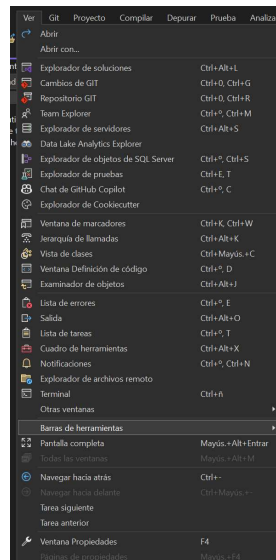 Ver Git Proyecto Compilar Depurar Prueba Analiza
Abrir
Abrir con...
Explorador de soluciones Ctrl+Alt+L
Cambios de GIT Ctrl+0, Ctrl+G
Repositorio GIT Ctrl+0, Ctrl+R
Team Explorer Ctrl+º, Ctrl+M
Explorador de servidores Ctrl+Alt+S
Data Lake Analytics Explorer
Explorador de objetos de SQL Server Ctrl+º, Ctrl+S
Explorador de pruebas Ctrl+E, T
Chat de GitHub Copilot Ctrl+º, C
Explorador de Cookiecutter
Ventana de marcadores Ctrl+K, Ctrl+W
Jerarquía de llamadas Ctrl+Alt+K
Vista de clases Ctrl+Mayús.+C
Ventana Definición de código Ctrl+º, D
Examinador de objetos Ctrl+Alt+J
Lista de errores Ctrl+º, E
Salida Ctrl+Alt+O
Lista de tareas Ctrl+º, T
Cuadro de herramientas Ctrl+Alt+X
Notificaciones Ctrl+º, Ctrl+N
Explorador de archivos remoto
Terminal Ctrl+ñ
Otras ventanas
Barras de herramientas
Pantalla completa Mayús.+Alt+Entrar
Todas las ventanas Mayús.+Alt+M
Navegar hacia atrás Ctrl+-
Navegar hacia delante Ctrl+Mayús.+-
Tarea siguiente
Tarea anterior
Ventana Propiedades F4
Páginas de propiedades Mayús.+F4